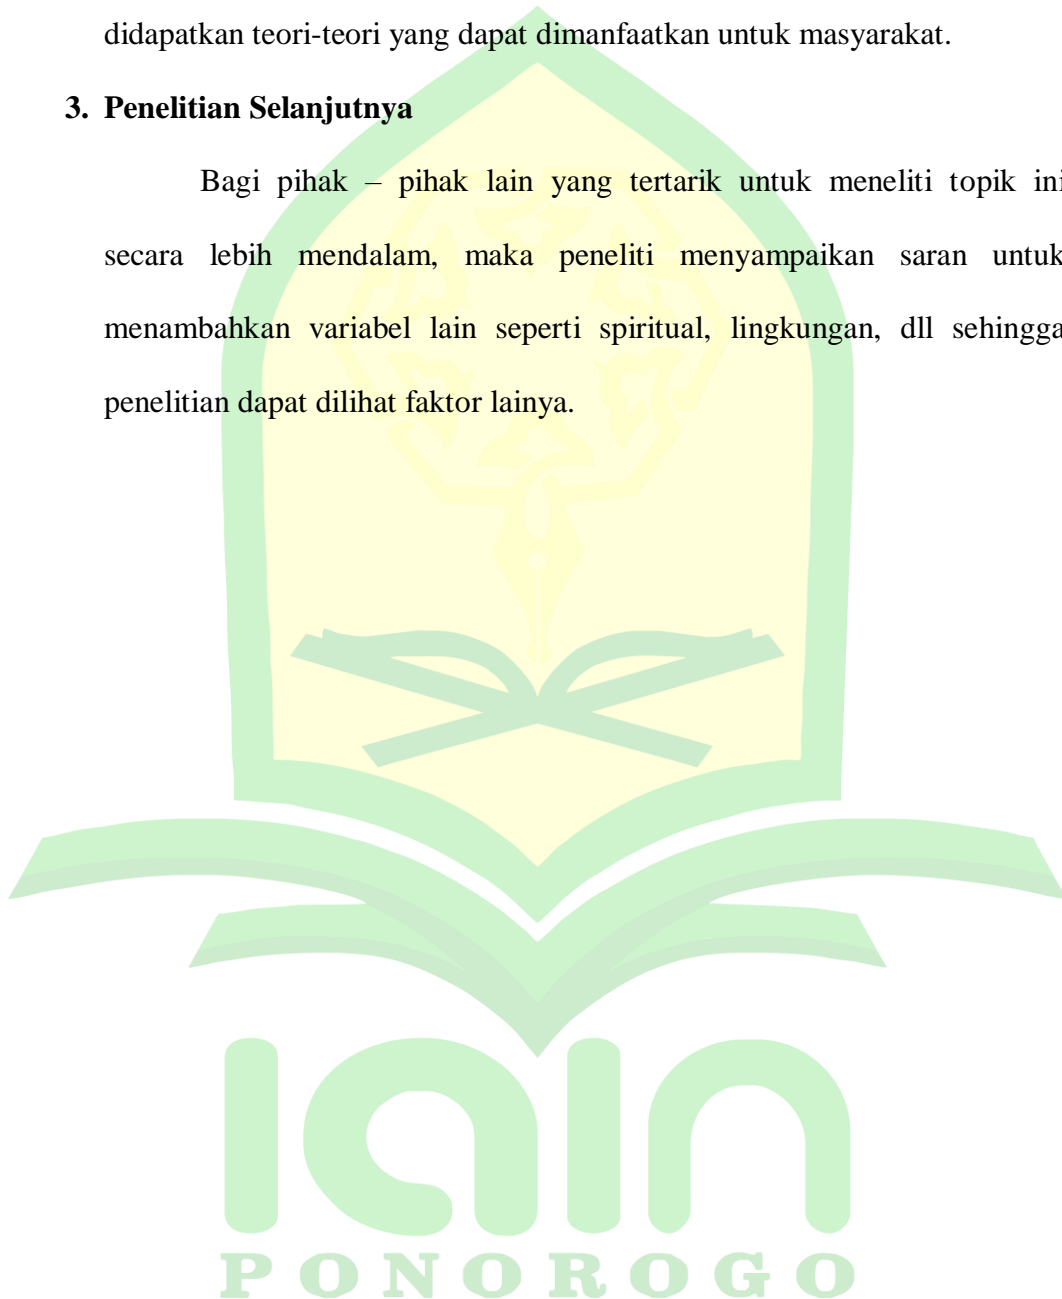 didapatkan teori-teori yang dapat dimanfaatkan untuk masyarakat.
3. Penelitian Selanjutnya
Bagi pihak – pihak lain yang tertarik untuk meneliti topik ini
secara lebih mendalam, maka peneliti menyampaikan saran untuk
menambahkan variabel lain seperti spiritual, lingkungan, dll sehingga
penelitian dapat dilihat faktor lainya.
iain
PONOROGO